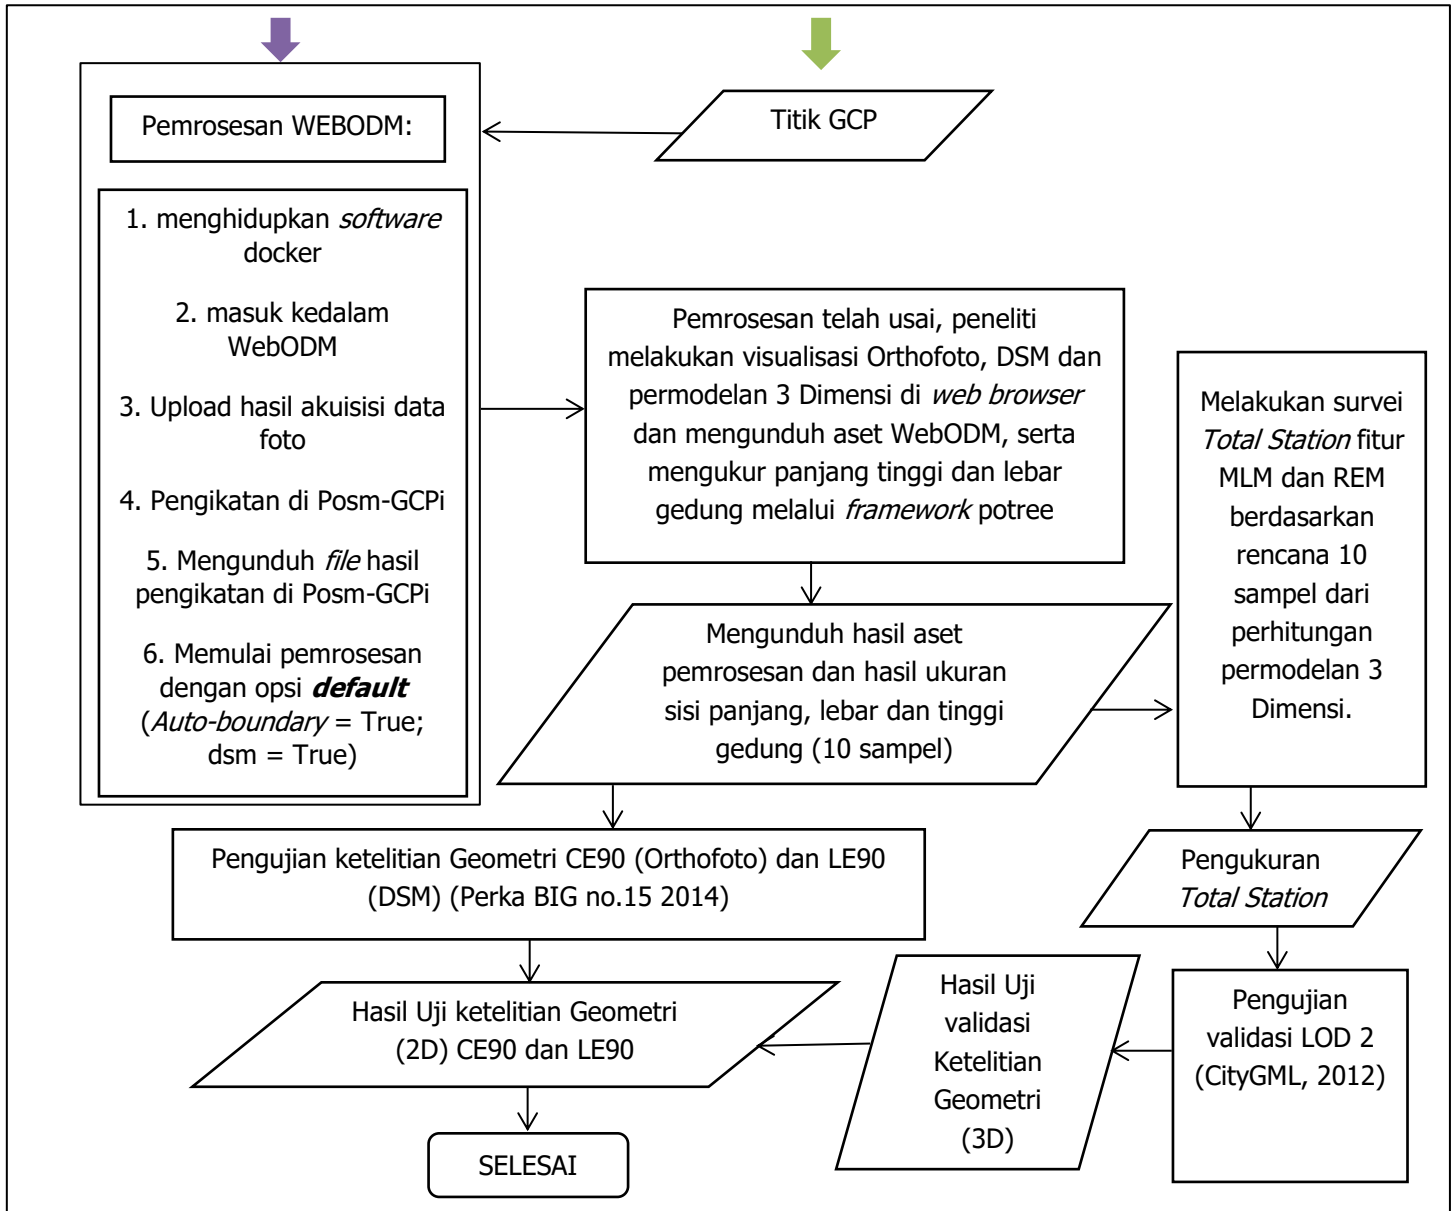 Pemrosesan WEBODM:
Titik GCP
1. menghidupkan software
docker
2. masuk kedalam
WebODM
3. Upload hasil akuisisi data
foto
4. Pengikatan di Posm-GCPi
5. Mengunduh file hasil
pengikatan di Posm-GCPi
6. Memulai pemrosesan
dengan opsi default
(Auto-boundary = True;
dsm = True)
Pemrosesan telah usai, peneliti
melakukan visualisasi Orthofoto, DSM dan
permodelan 3 Dimensi di web browser
dan mengunduh aset WebODM, serta
mengukur panjang tinggi dan lebar
gedung melalui framework potree
Mengunduh hasil aset
pemrosesan dan hasil ukuran
sisi panjang, lebar dan tinggi
gedung (10 sampel)
Melakukan survei
Total Station fitur
MLM dan REM
berdasarkan
rencana 10
sampel dari
perhitungan
permodelan 3
Dimensi.
Pengujian ketelitian Geometri CE90 (Orthofoto) dan LE90
(DSM) (Perka BIG no.15 2014)
Pengukuran
Total Station
Hasil Uji ketelitian Geometri
(2D) CE90 dan LE90
Hasil Uji
validasi
Ketelitian
Geometri
(3D)
Pengujian
validasi LOD 2
(CityGML, 2012)
SELESAI